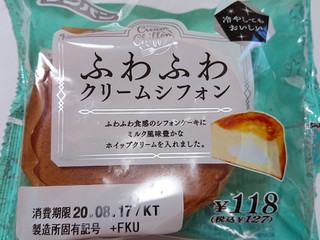 Cream
Chiffon
冷やしても
おいしい!
ふわふわ
クリームシフォン
ふわふわ食感のシフォンケーキに
ミルク風味豊かな
ホイップクリームを入れました。
¥118
(税込¥127)
消費期限 20.08.17/KT
製造所固有記号 +FKU